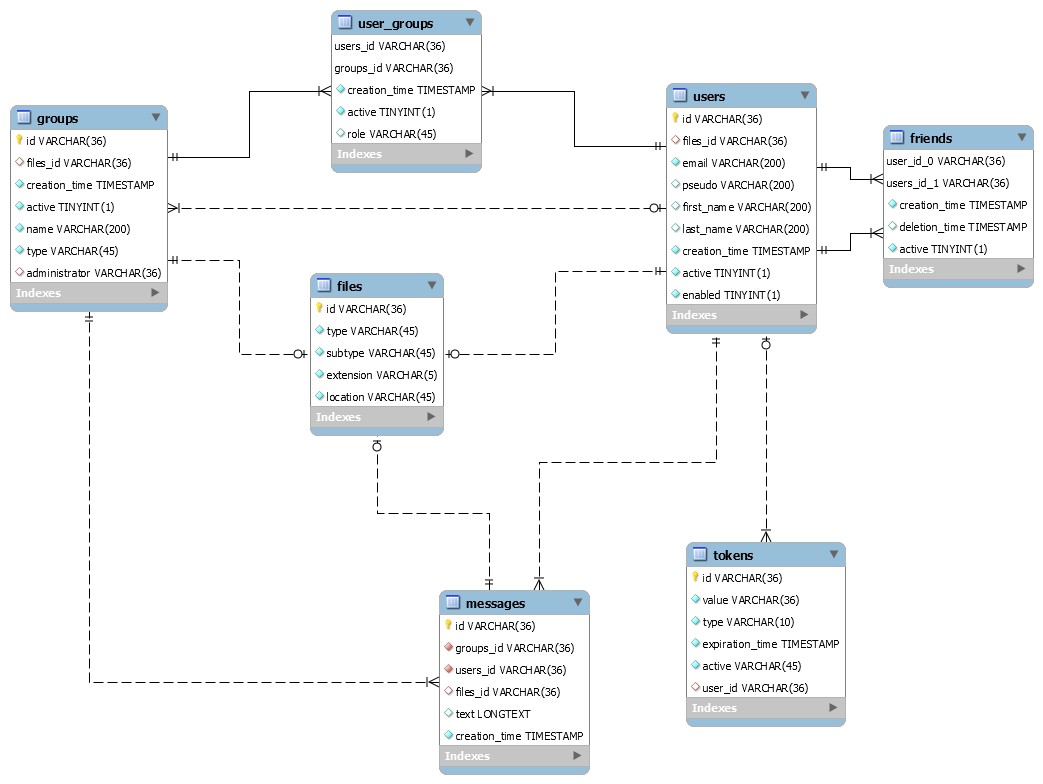 user_groups
users_id VARCHAR(36)
groups_id VARCHAR(36)
creation_time TIMESTAMP
active TINYINT(1)
role VARCHAR(45)
Indexes
groups
id VARCHAR(36)
files_id VARCHAR(36)
creation_time TIMESTAMP
active TINYINT(1)
name VARCHAR(200)
type VARCHAR(45)
administrator VARCHAR(36)
Indexes
users
id VARCHAR(36)
files_id VARCHAR(36)
email VARCHAR(200)
pseudo VARCHAR(200)
first_name VARCHAR(200)
last_name VARCHAR(200)
creation_time TIMESTAMP
active TINYINT(1)
enabled TINYINT(1)
Indexes
friends
user_id_0 VARCHAR(36)
users_id_1 VARCHAR(36)
creation_time TIMESTAMP
deletion_time TIMESTAMP
active TINYINT(1)
Indexes
files
id VARCHAR(36)
type VARCHAR(45)
subtype VARCHAR(45)
extension VARCHAR(5)
location VARCHAR(45)
Indexes
messages
id VARCHAR(36)
groups_id VARCHAR(36)
users_id VARCHAR(36)
files_id VARCHAR(36)
text LONGTEXT
creation_time TIMESTAMP
Indexes
tokens
id VARCHAR(36)
value VARCHAR(36)
type VARCHAR(10)
expiration_time TIMESTAMP
active VARCHAR(45)
user_id VARCHAR(36)
Indexes